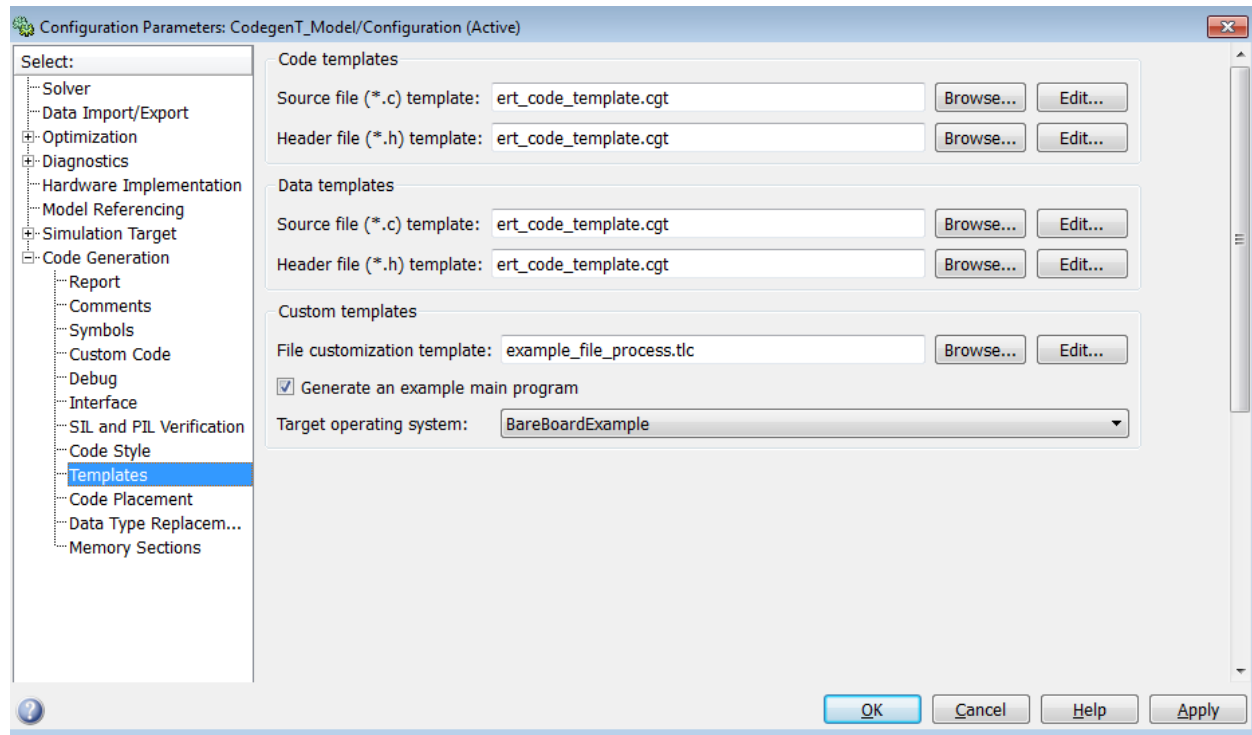 Configuration Parameters: CodegenT_Model/Configuration (Active)
Select:
Solver
Data Import/Export
Optimization
Diagnostics
Hardware Implementation
Model Referencing
Simulation Target
Code Generation
Report
Comments
Symbols
Custom Code
Debug
Interface
SIL and PIL Verification
Code Style
Templates
Code Placement
Data Type Replacem...
Memory Sections
Code templates
Source file (*.c) template: ert_code_template.cgt Browse... Edit...
Header file (*.h) template: ert_code_template.cgt Browse... Edit...
Data templates
Source file (*.c) template: ert_code_template.cgt Browse... Edit...
Header file (*.h) template: ert_code_template.cgt Browse... Edit...
Custom templates
File customization template: example_file_process.tlc Browse... Edit...
Generate an example main program
Target operating system: BareBoardExample
OK Cancel Help Apply